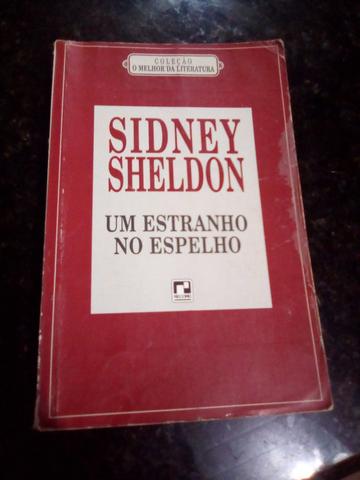 COLEÇÃO
O MELHOR DA LITERATURA
SIDNEY
SHELDON
UM ESTRANHO
NO ESPELHO